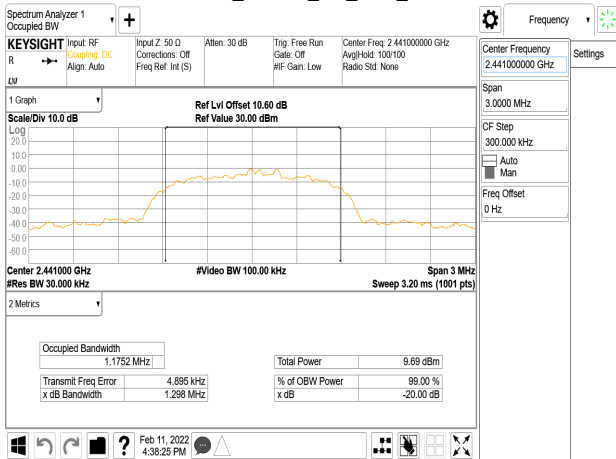 Spectrum Analyzer 1
Occupied BW
Frequency
KEYSIGHT
R
Input: RF
Coupling: DC
Align: Auto
Input Z: 50 Ω
Corrections: Off
Freq Ref: Int (S)
Atten: 30 dB
Trig: Free Run
Gate: Off
#IF Gain: Low
Center Freq: 2.441000000 GHz
Avg|Hold: 100/100
Radio Std: None
Center Frequency
2.441000000 GHz
Settings
Span
3.0000 MHz
CF Step
300.000 kHz
Auto
Man
Freq Offset
0 Hz
1 Graph
Scale/Div 10.0 dB
Ref Lvl Offset 10.60 dB
Ref Value 30.00 dBm
Log
20.0
10.0
0.00
-10.0
-20.0
-30.0
-40.0
-50.0
-60.0
Center 2.441000 GHz
#Video BW 100.00 kHz
Span 3 MHz
#Res BW 30.000 kHz
Sweep 3.20 ms (1001 pts)
2 Metrics
Occupied Bandwidth
1.1752 MHz
Total Power 9.69 dBm
Transmit Freq Error 4.895 kHz
% of OBW Power 99.00 %
x dB Bandwidth 1.298 MHz
x dB -20.00 dB
?
Feb 11, 2022
4:38:25 PM